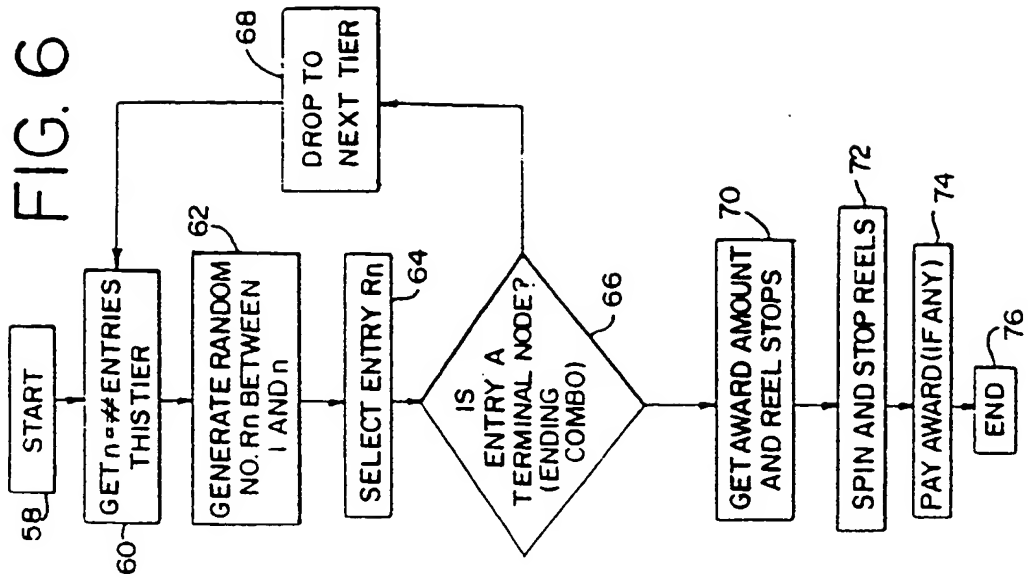 FIG. 6
58
START
60
GET n=# ENTRIES
THIS TIER
62
GENERATE RANDOM
NO. Rn BETWEEN
1 AND n
64
SELECT ENTRY Rn
66
IS
ENTRY A
TERMINAL NODE?
(ENDING
COMBO)
68
DROP TO
NEXT TIER
70
GET AWARD AMOUNT
AND REEL STOPS
72
SPIN AND STOP REELS
74
PAY AWARD (IF ANY)
76
END